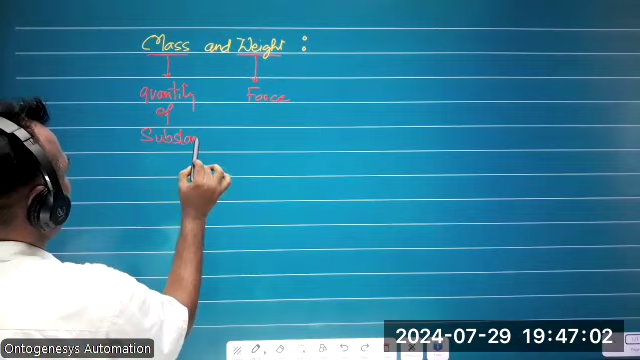 Mass and Weight :
Quantity Force
of
Substan
Ontogenesys Automation
2024-07-29 19:47:02